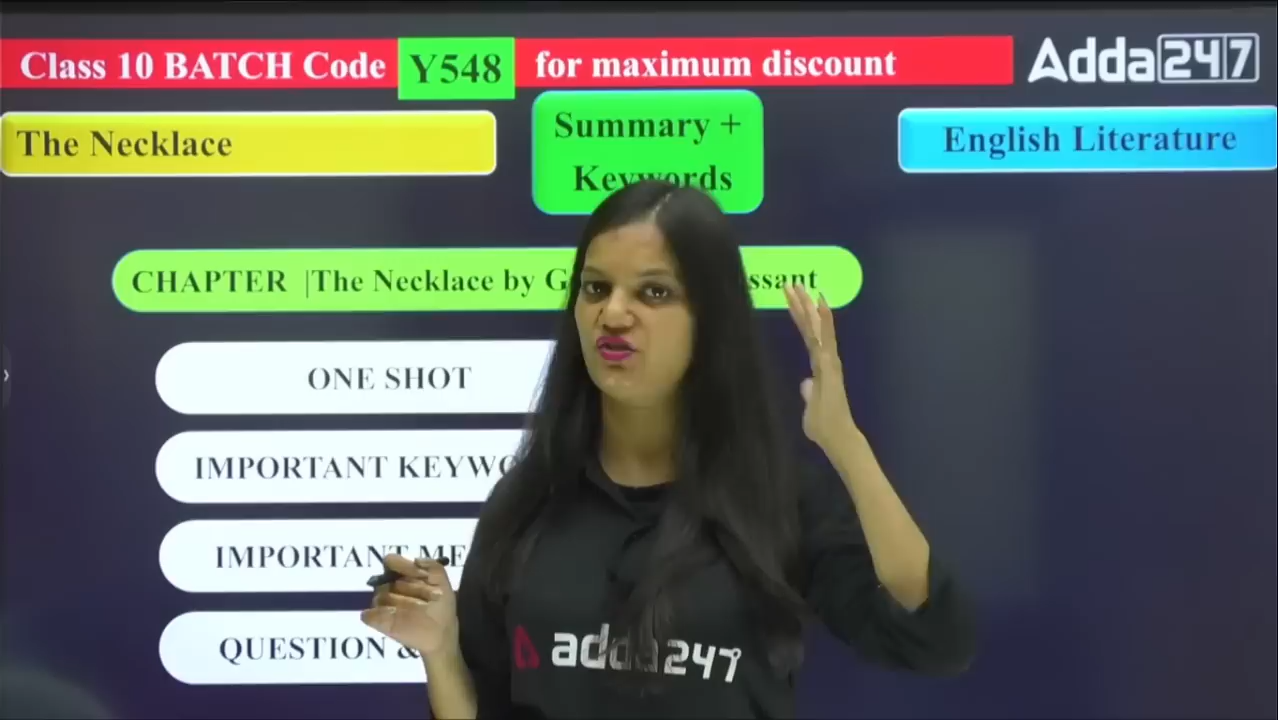 Class 10 BATCH Code Y548 for maximum discount
Adda247
The Necklace
Summary +
Keywords
English Literature
CHAPTER |The Necklace by G ssant
ONE SHOT
IMPORTANT KEYWO
IMPORTANT ME
QUESTION &
adda247